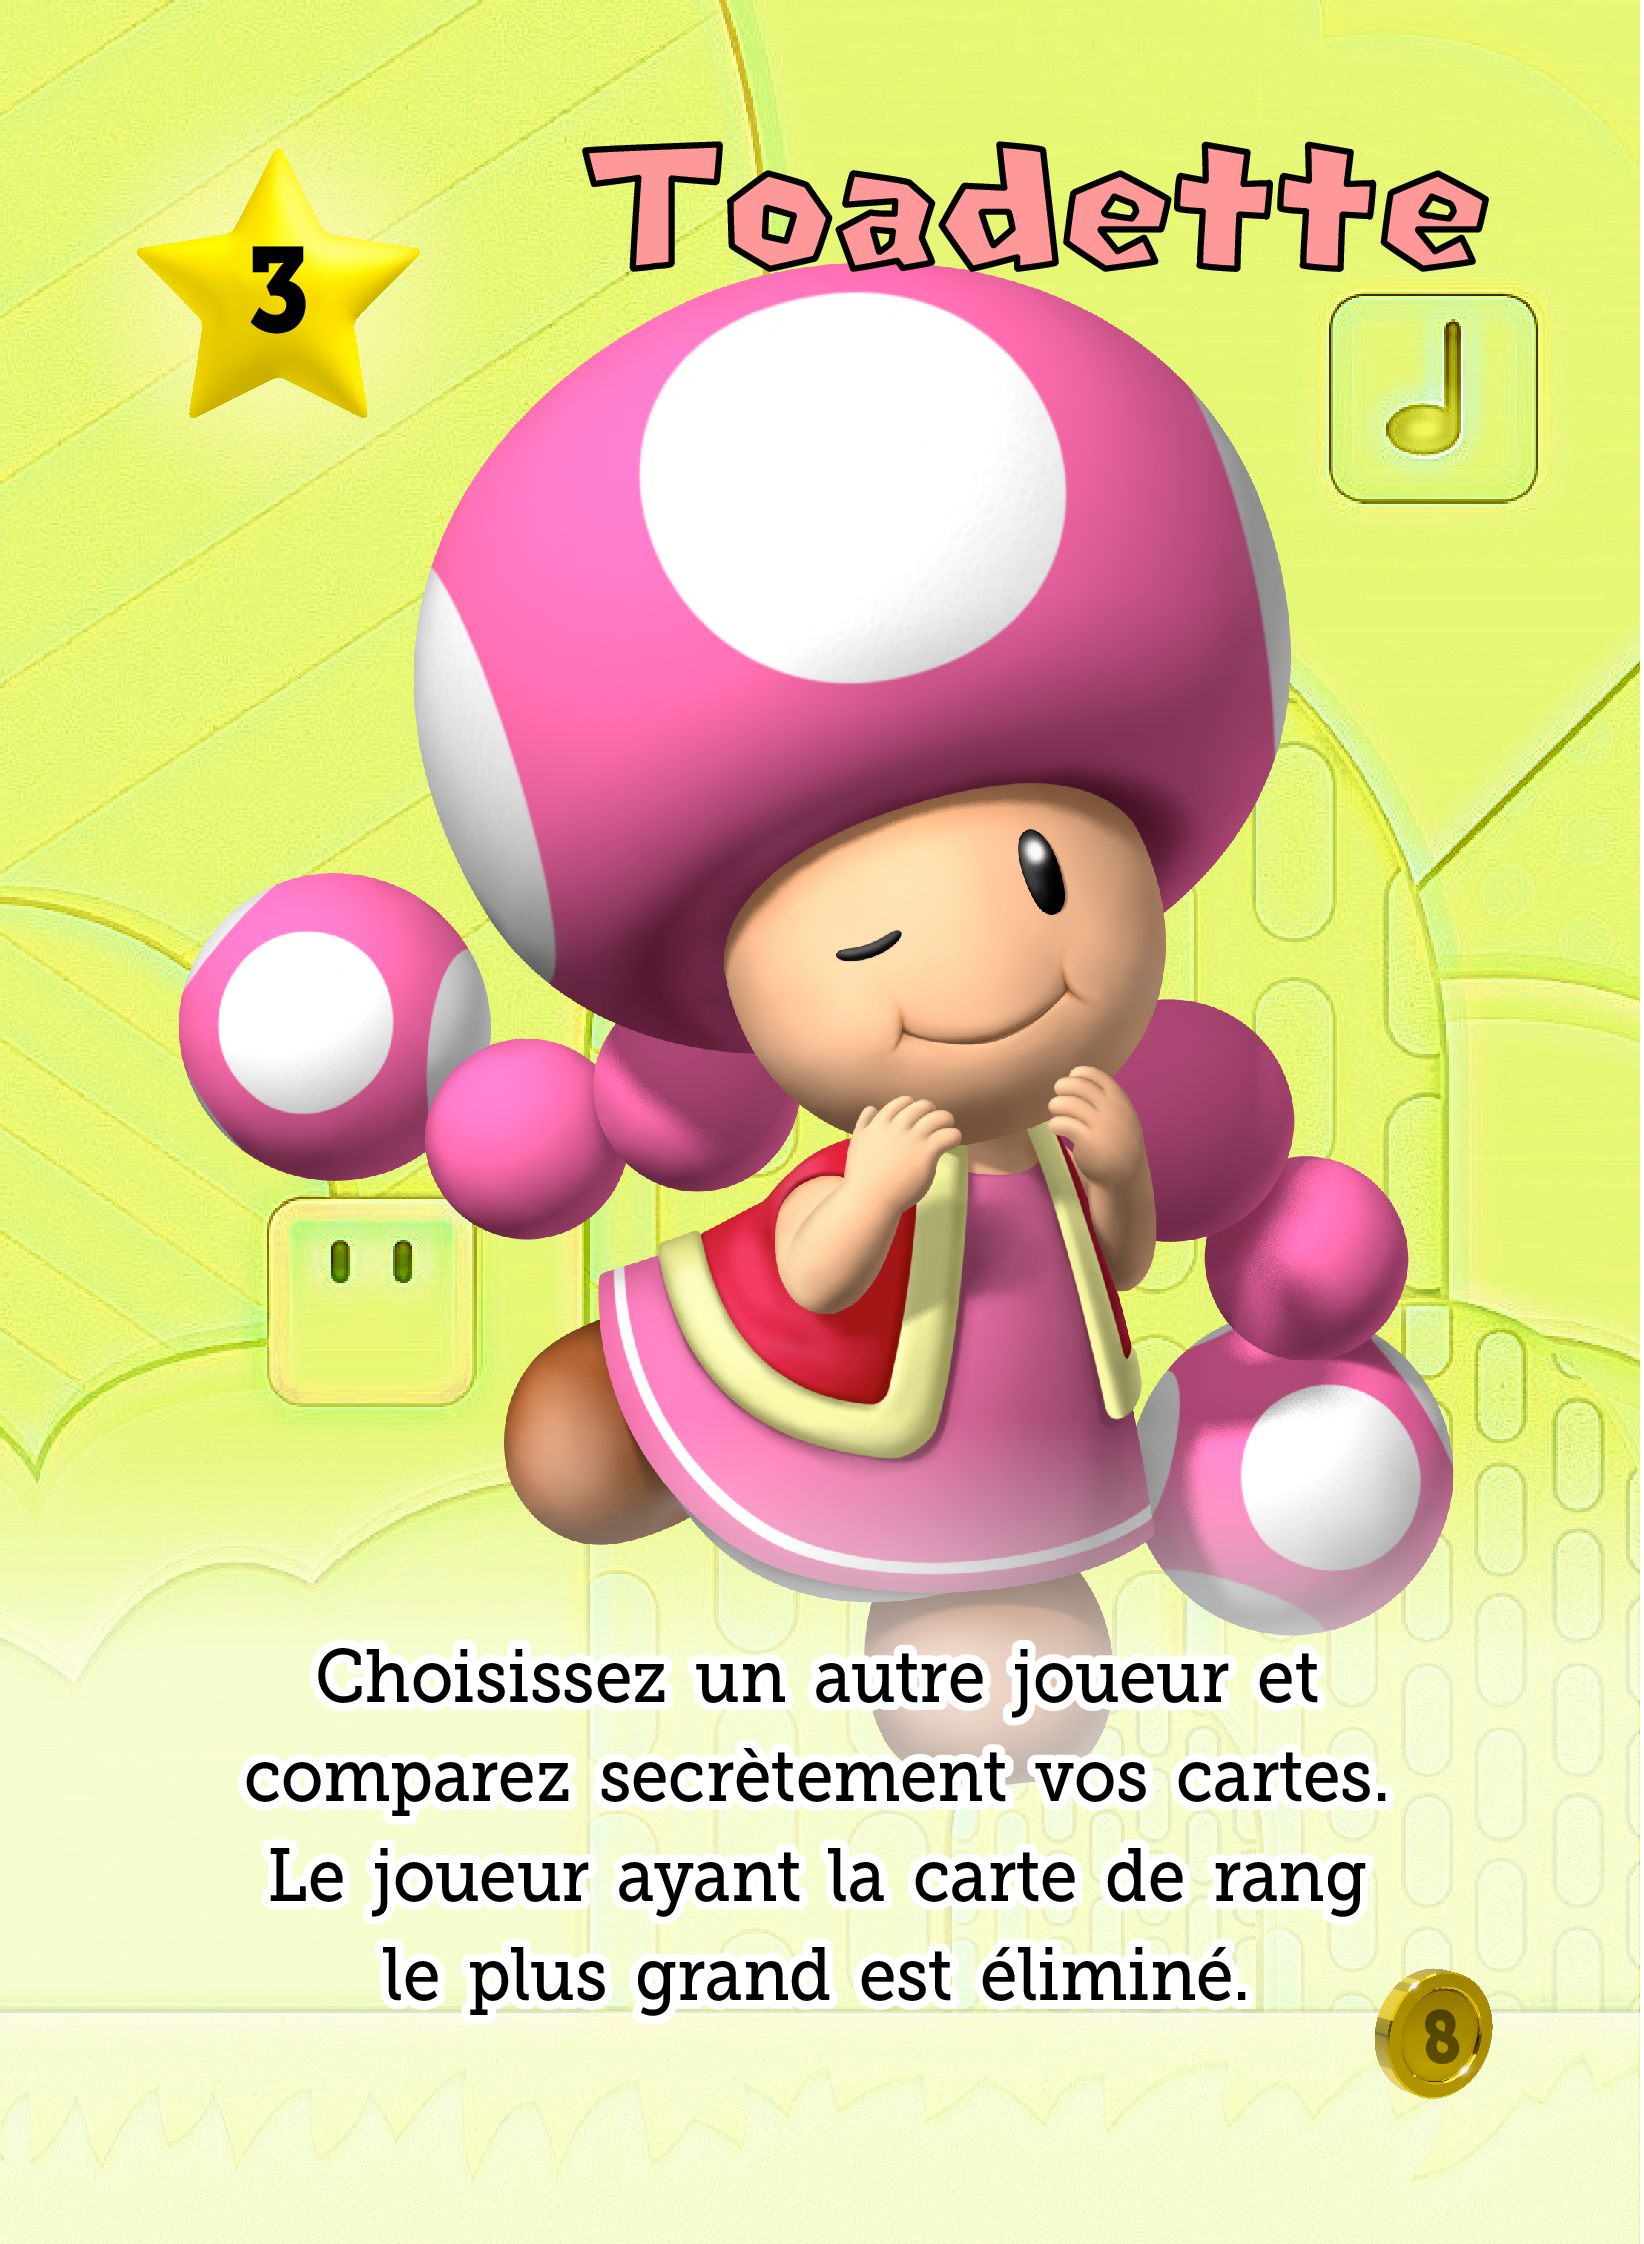 Toadette
3
Choisissez un autre joueur et
comparez secrètement vos cartes.
Le joueur ayant la carte de rang
le plus grand est éliminé.
8